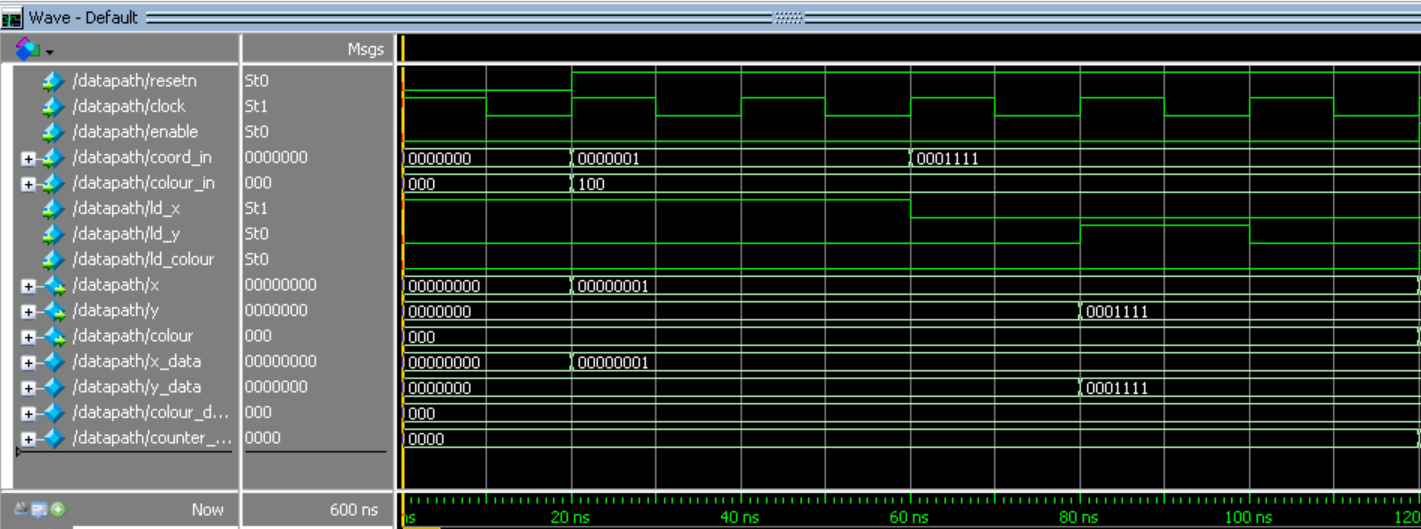 Wave - Default
Msgs
/datapath/resetn St0
/datapath/clock St1
/datapath/enable St0
/datapath/coord_in 0000000 0000000 0000001 0001111
/datapath/colour_in 000 000 100
/datapath/ld_x St1
/datapath/ld_y St0
/datapath/ld_colour St0
/datapath/x 00000000 00000000 00000001
/datapath/y 0000000 0000000 0001111
/datapath/colour 000 000
/datapath/x_data 00000000 00000000 00000001
/datapath/y_data 0000000 0000000 0001111
/datapath/colour_d... 000 000
/datapath/counter_... 0000 0000
Now 600 ns ns 20 ns 40 ns 60 ns 80 ns 100 ns 120